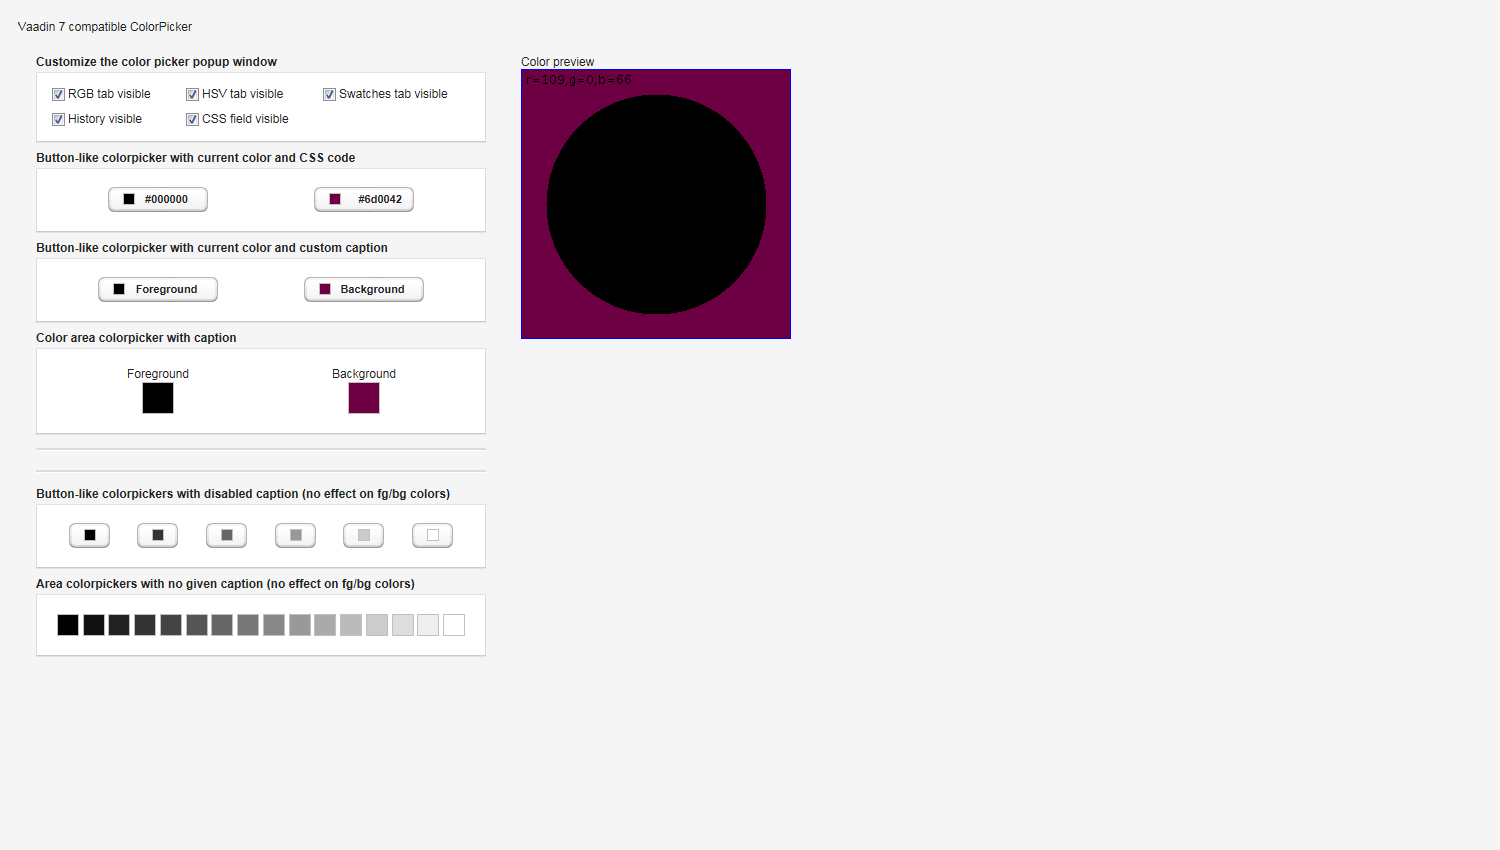 Vaadin 7 compatible ColorPicker
Customize the color picker popup window
RGB tab visible HSV tab visible Swatches tab visible
History visible CSS field visible
Button-like colorpicker with current color and CSS code
#000000 #6d0042
Button-like colorpicker with current color and custom caption
Foreground Background
Color area colorpicker with caption
Foreground Background
Button-like colorpickers with disabled caption (no effect on fg/bg colors)
Area colorpickers with no given caption (no effect on fg/bg colors)
Color preview
r=109,g=0,b=66